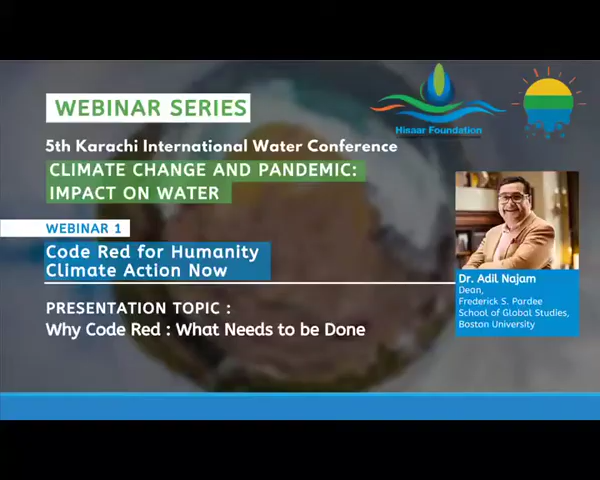 WEBINAR SERIES
5th Karachi International Water Conference
CLIMATE CHANGE AND PANDEMIC:
IMPACT ON WATER
WEBINAR 1
Code Red for Humanity
Climate Action Now
PRESENTATION TOPIC :
Why Code Red : What Needs to be Done
Hisaar Foundation
Dr. Adil Najam
Dean,
Frederick S. Pardee
School of Global Studies,
Boston University